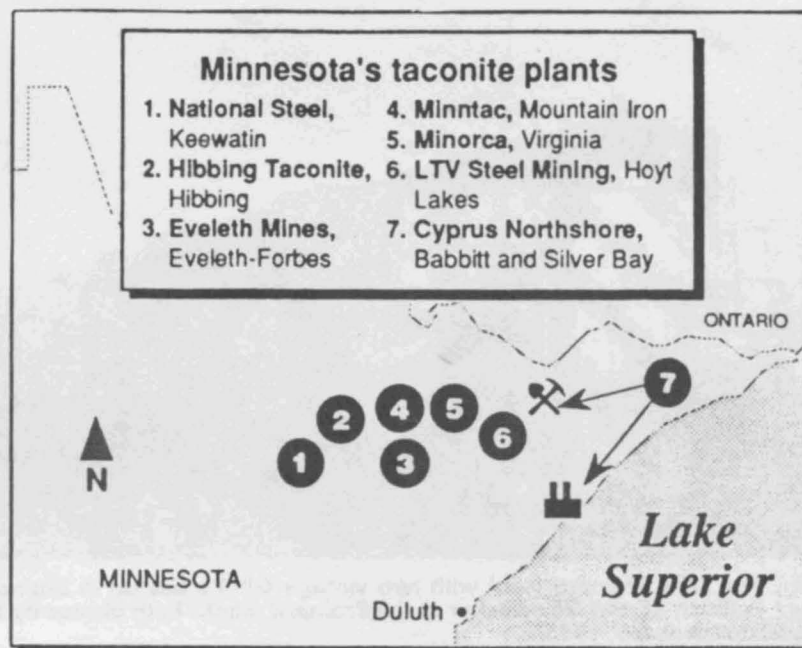 Minnesota's taconite plants
1. National Steel,
Keewatin
2. Hibbing Taconite,
Hibbing
3. Eveleth Mines,
Eveleth-Forbes
4. Minntac, Mountain Iron
5. Minorca, Virginia
6. LTV Steel Mining, Hoyt
Lakes
7. Cyprus Northshore,
Babbitt and Silver Bay
ONTARIO
7
4
5
2
6
1
3
N
Lake
Superior
MINNESOTA
Duluth